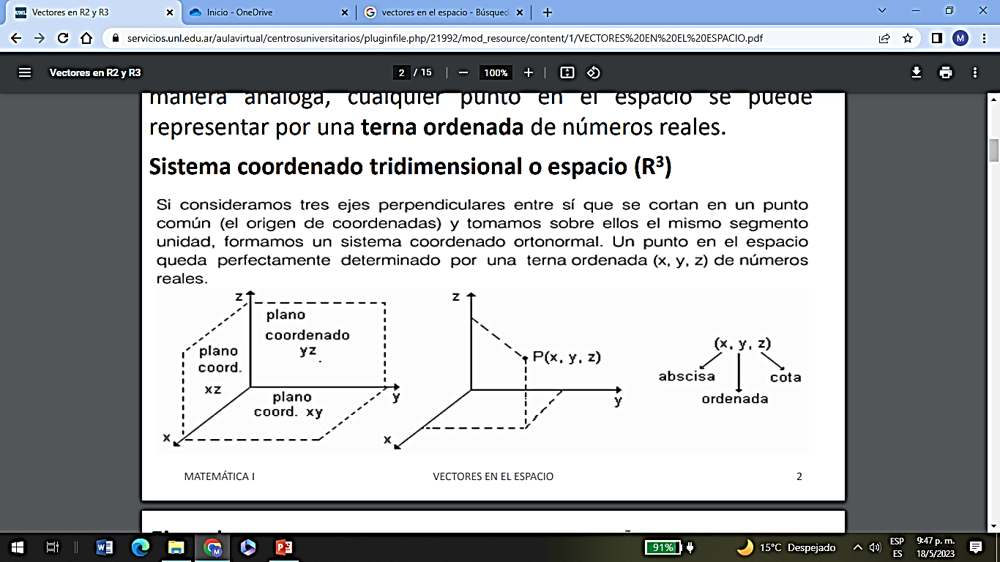 Vectores en R2 y R3
Inicio - OneDrive
vectores en el espacio - Búsqued
servicios.unl.edu.ar/aulavirtual/centrosuniversitarios/pluginfile.php/21992/mod_resource/content/1/VECTORES%20EN%20EL%20ESPACIO.pdf
M
Vectores en R2 y R3
2 / 15
100%
manera análoga, cualquier punto en el espacio se puede
representar por una terna ordenada de números reales.
Sistema coordenado tridimensional o espacio (R³)
Si consideramos tres ejes perpendiculares entre sí que se cortan en un punto
común (el origen de coordenadas) y tomamos sobre ellos el mismo segmento
unidad, formamos un sistema coordenado ortonormal. Un punto en el espacio
queda perfectamente determinado por una terna ordenada (x, y, z) de números
reales.
z
plano
coordenado
yz
plano
coord.
xz
plano
coord. xy
y
x
z
P(x, y, z)
y
x
(x, y, z)
abscisa
ordenada
cota
MATEMÁTICA I
VECTORES EN EL ESPACIO
2
91%
15°C Despejado
ESP
ES
9:47 p. m.
18/5/2023